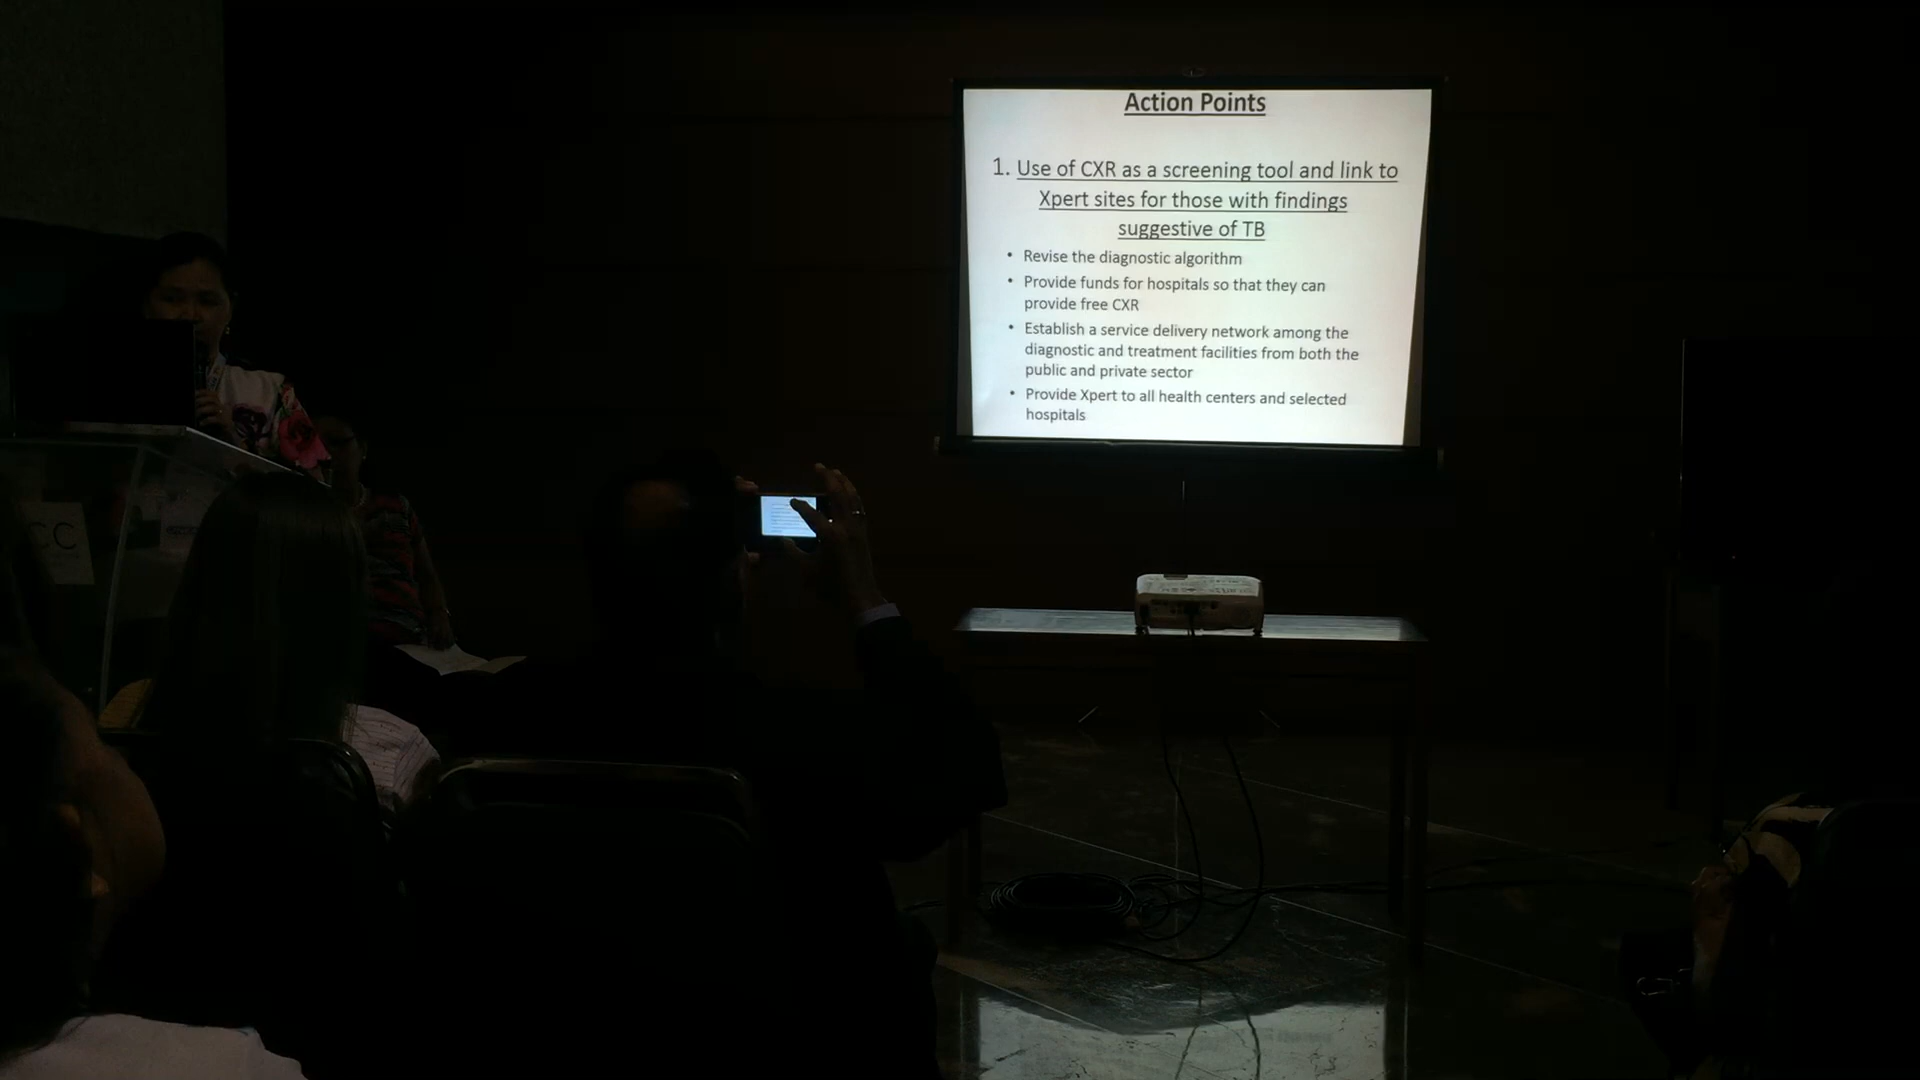 Action Points
1. Use of CXR as a screening tool and link to
Xpert sites for those with findings
suggestive of TB
• Revise the diagnostic algorithm
• Provide funds for hospitals so that they can
provide free CXR
• Establish a service delivery network among the
diagnostic and treatment facilities from both the
public and private sector
• Provide Xpert to all health centers and selected
hospitals
CC